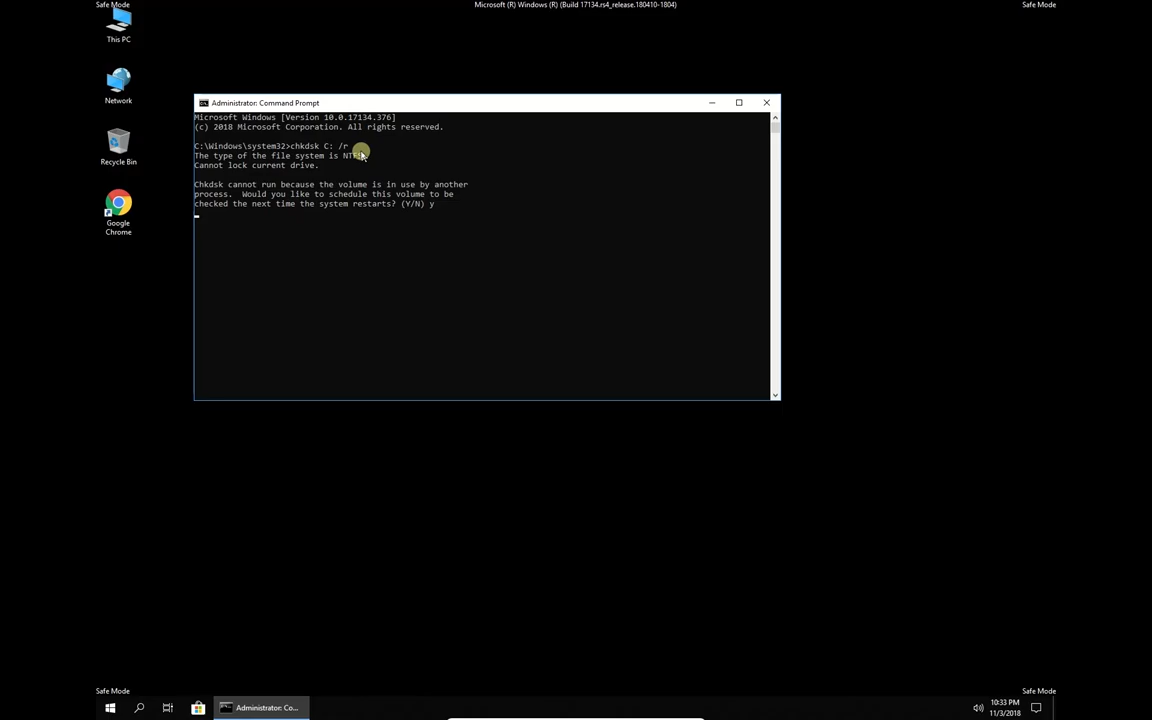 Safe Mode
Microsoft (R) Windows (R) (Build 17134.rs4_release.180410-1804)
Safe Mode
This PC
Network
Recycle Bin
Google
Chrome
Administrator: Command Prompt
Microsoft Windows [Version 10.0.17134.376]
(c) 2018 Microsoft Corporation. All rights reserved.
C:\Windows\system32>chkdsk C: /r
The type of the file system is NTFS.
Cannot lock current drive.
Chkdsk cannot run because the volume is in use by another
process.  Would you like to schedule this volume to be
checked the next time the system restarts? (Y/N) y
Safe Mode
Safe Mode
Administrator: Co...
10:33 PM
11/3/2018